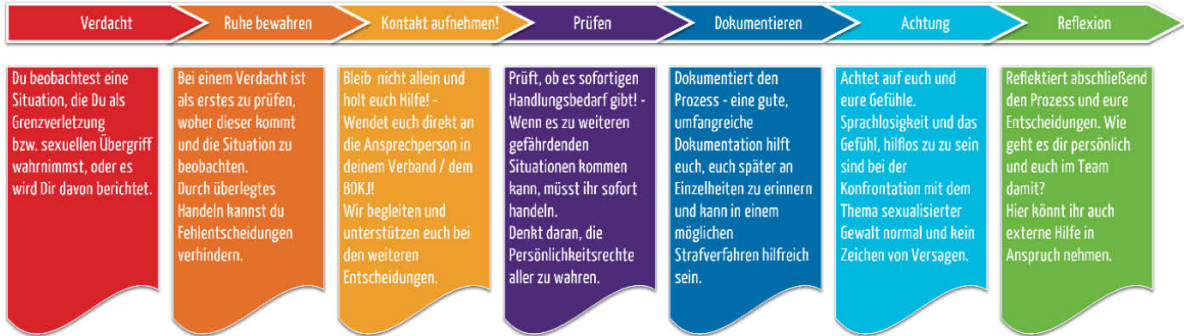 Verdacht
Ruhe bewahren
Kontakt aufnehmen!
Prüfen
Dokumentieren
Achtung
Reflexion
Du beobachtest eine
Situation, die Du als
Grenzverletzung
bzw. sexuellen Übergriff
wahrnimmst, oder es
wird Dir davon berichtet.
Bei einem Verdacht ist
als erstes zu prüfen,
woher dieser kommt
und die Situation zu
beobachten.
Durch überlegtes
Handeln kannst du
Fehlentscheidungen
verhindern.
Bleib nicht allein und
holt euch Hilfe! -
Wendet euch direkt an
die Ansprechperson in
deinem Verband / dem
BDKJ!
Wir begleiten und
unterstützen euch bei
den weiteren
Entscheidungen.
Prüft, ob es sofortigen
Handlungsbedarf gibt! -
Wenn es zu weiteren
gefährdenden
Situationen kommen
kann, müsst ihr sofort
handeln.
Denkt daran, die
Persönlichkeitsrechte
aller zu wahren.
Dokumentiert den
Prozess - eine gute,
umfangreiche
Dokumentation hilft
euch, euch später an
Einzelheiten zu erinnern
und kann in einem
möglichen
Strafverfahren hilfreich
sein.
Achtet auf euch und
eure Gefühle.
Sprachlosigkeit und das
Gefühl, hilflos zu zu sein
sind bei der
Konfrontation mit dem
Thema sexualisierter
Gewalt normal und kein
Zeichen von Versagen.
Reflektiert abschließend
den Prozess und eure
Entscheidungen. Wie
geht es dir persönlich
und euch im Team
damit?
Hier könnt ihr auch
externe Hilfe in
Anspruch nehmen.